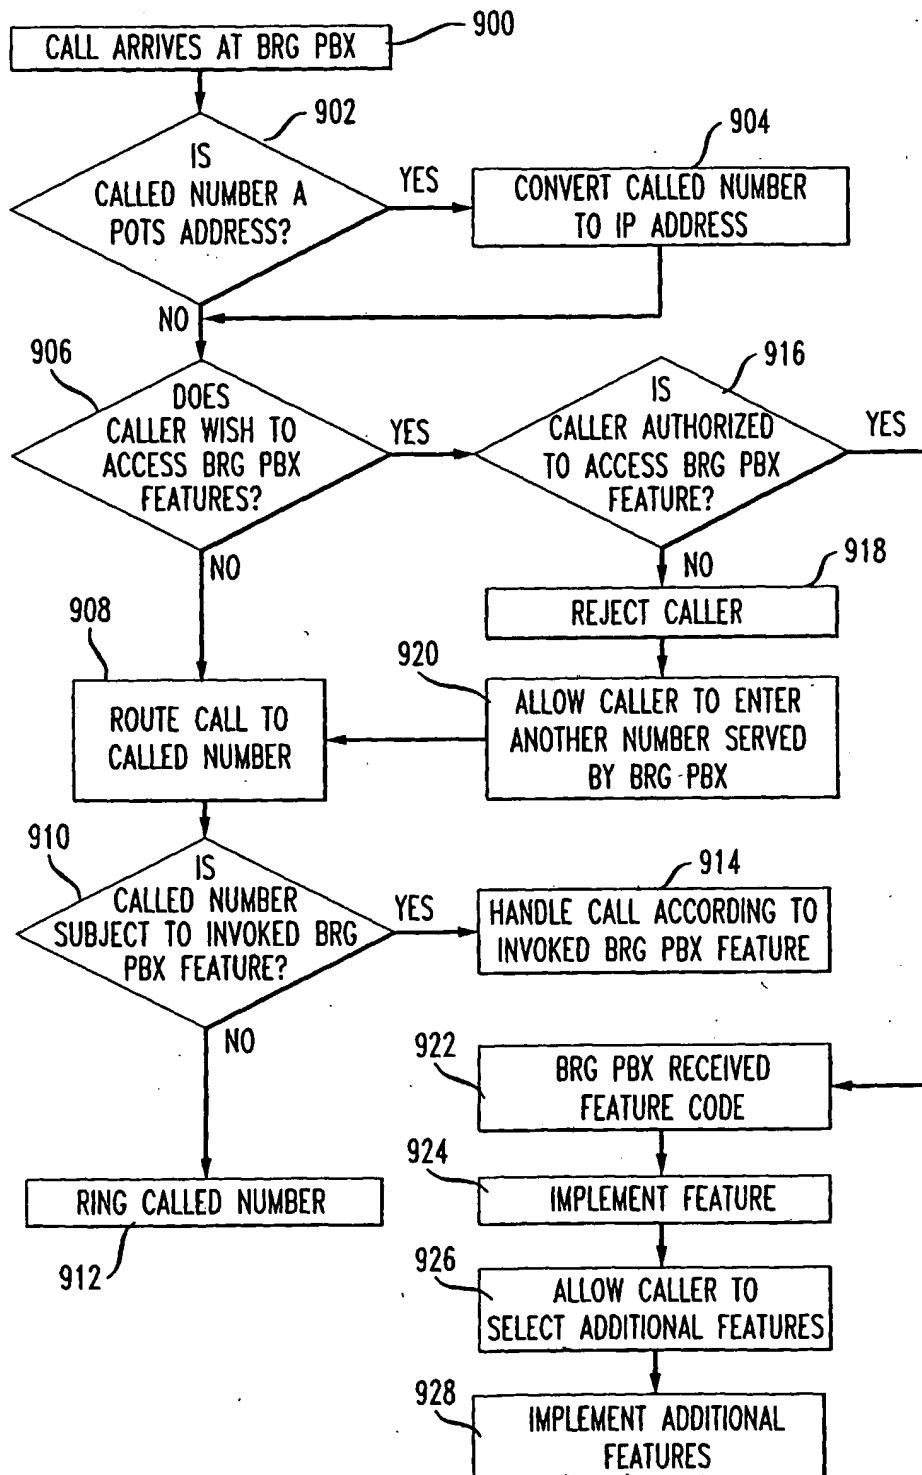 CALL ARRIVES AT BRG PBX
900
902
IS
CALLED NUMBER A
POTS ADDRESS?
YES
904
CONVERT CALLED NUMBER
TO IP ADDRESS
NO
906
DOES
CALLER WISH TO
ACCESS BRG PBX
FEATURES?
YES
916
IS
CALLER AUTHORIZED
TO ACCESS BRG PBX
FEATURE?
YES
NO
NO
918
REJECT CALLER
908
ROUTE CALL TO
CALLED NUMBER
920
ALLOW CALLER TO ENTER
ANOTHER NUMBER SERVED
BY BRG PBX
910
IS
CALLED NUMBER
SUBJECT TO INVOKED BRG
PBX FEATURE?
YES
914
HANDLE CALL ACCORDING TO
INVOKED BRG PBX FEATURE
NO
922
BRG PBX RECEIVED
FEATURE CODE
924
IMPLEMENT FEATURE
RING CALLED NUMBER
912
926
ALLOW CALLER TO
SELECT ADDITIONAL FEATURES
928
IMPLEMENT ADDITIONAL
FEATURES